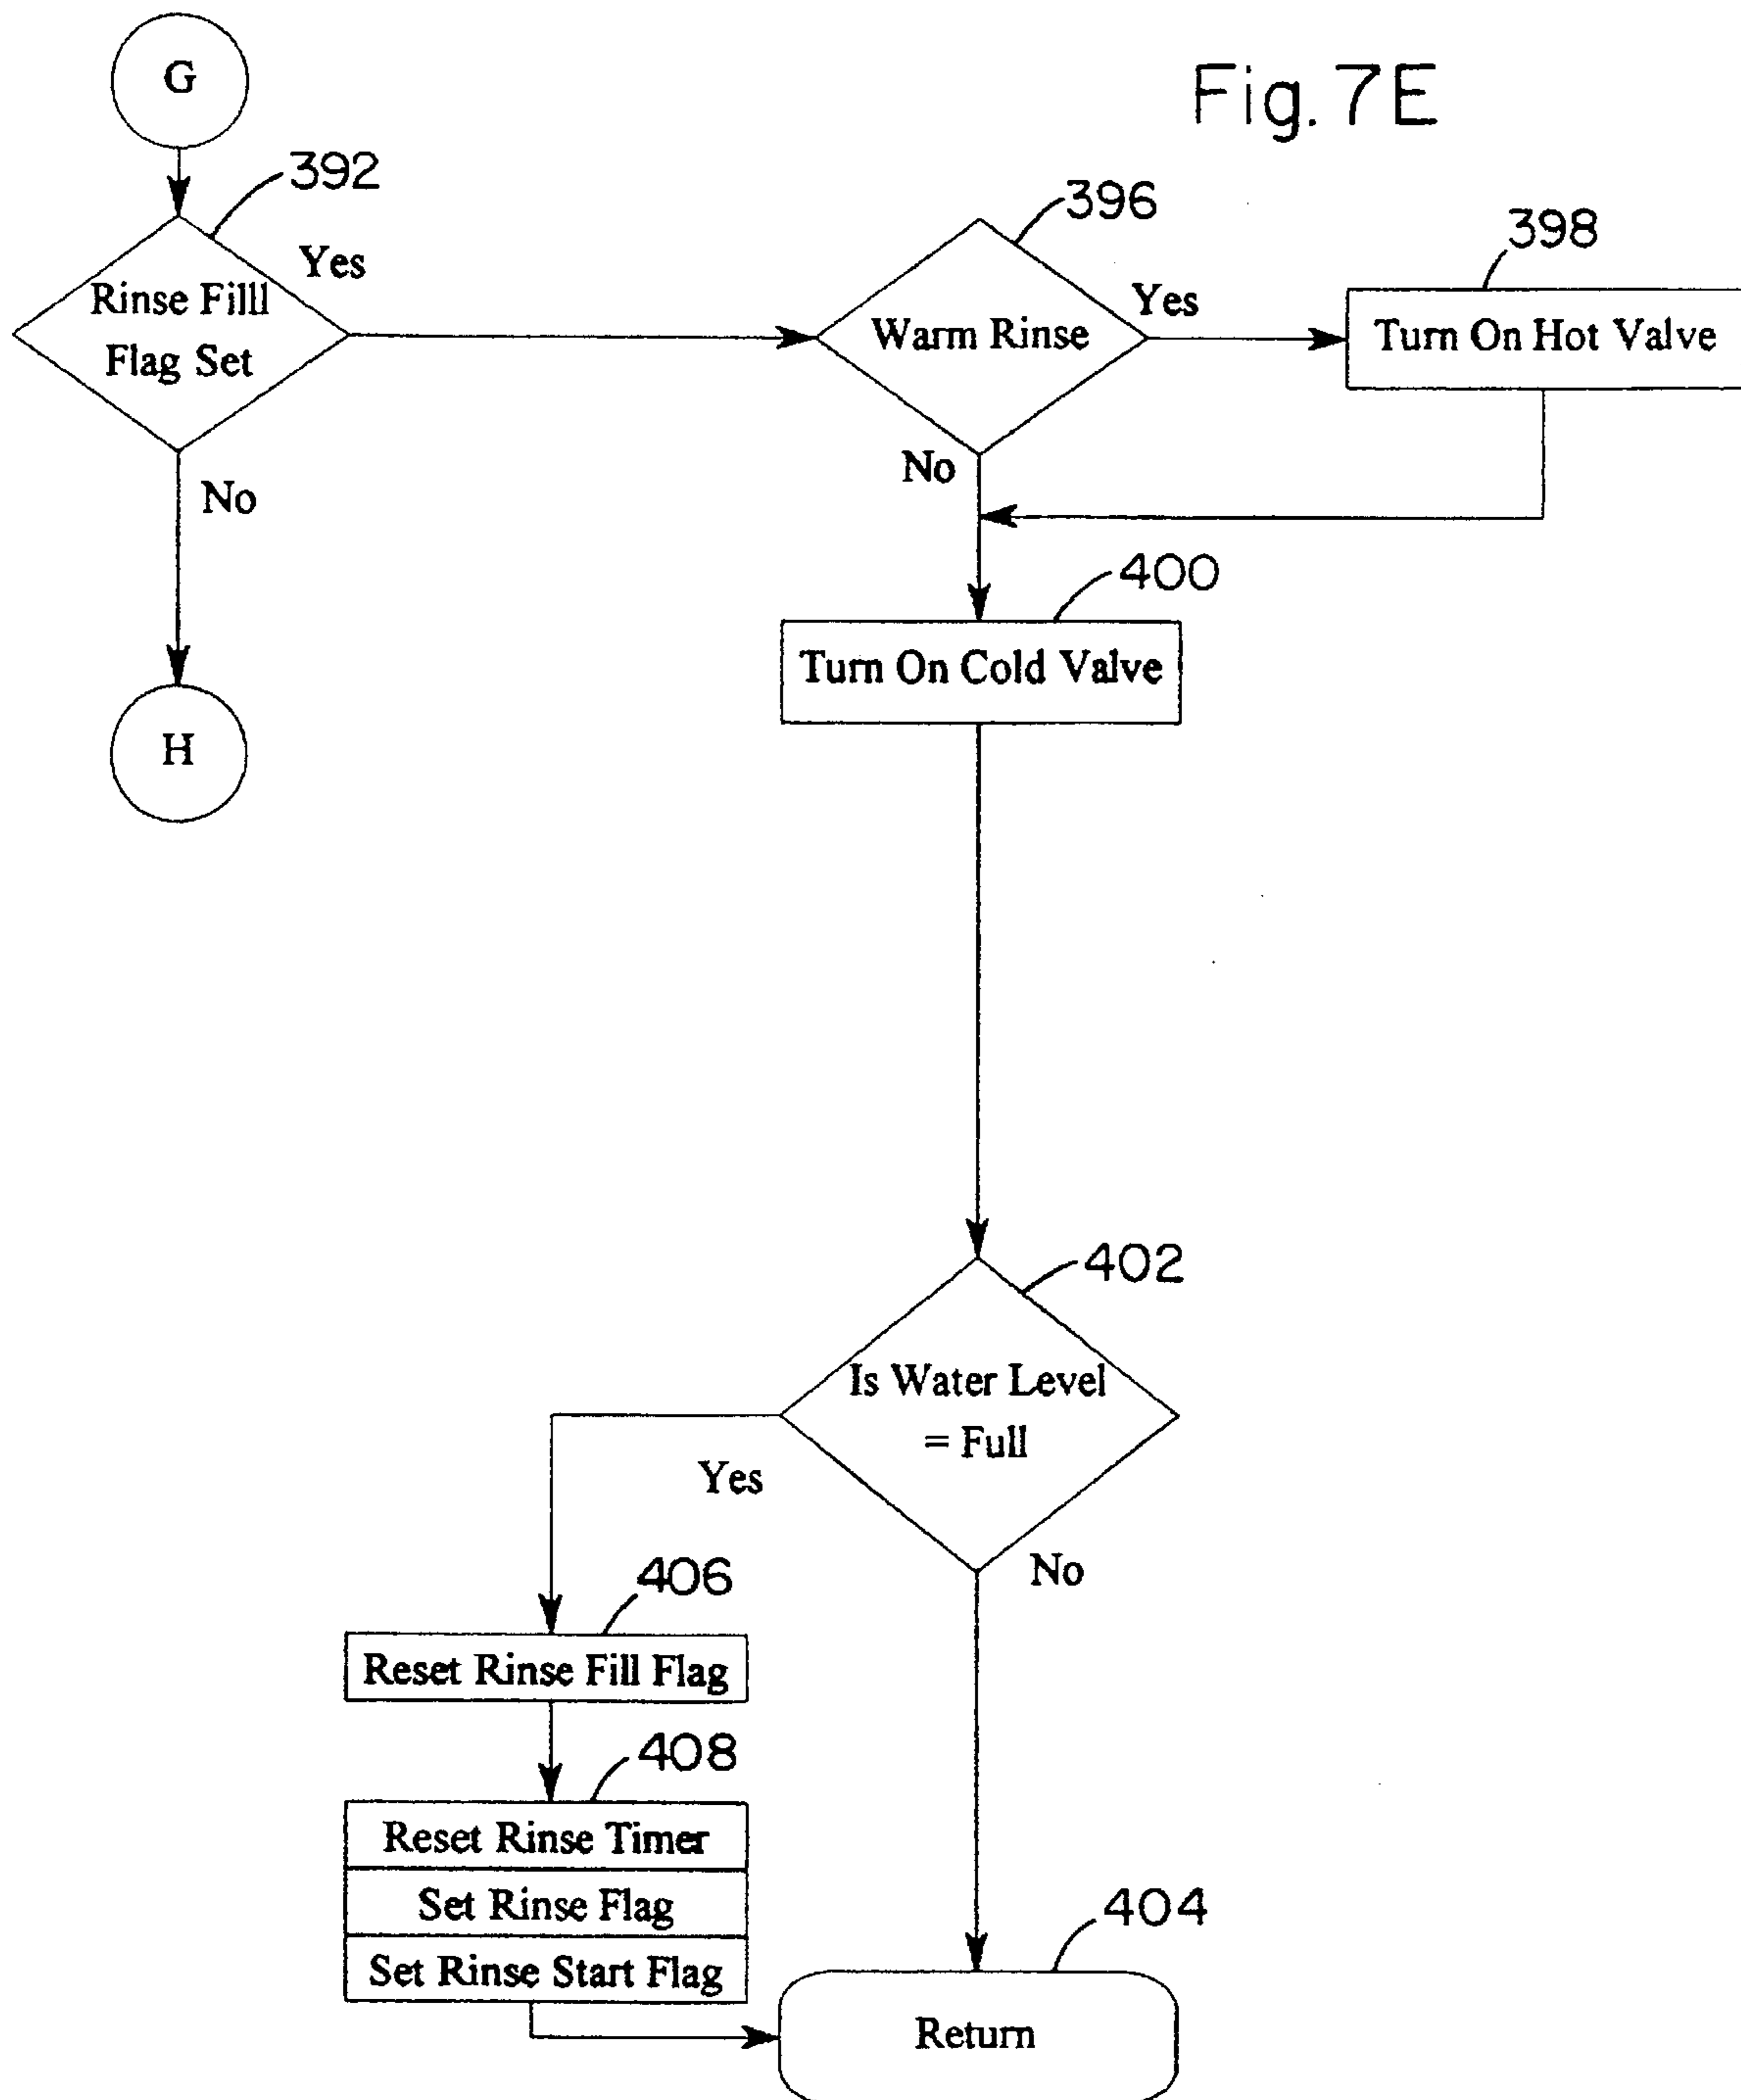 Fig. 7E
G
392
Yes
Rinse Filll
Flag Set
No
H
396
Yes
Warm Rinse
No
398
Turn On Hot Valve
400
Turn On Cold Valve
402
Is Water Level
= Full
Yes
No
406
Reset Rinse Fill Flag
408
Reset Rinse Timer
Set Rinse Flag
Set Rinse Start Flag
404
Return